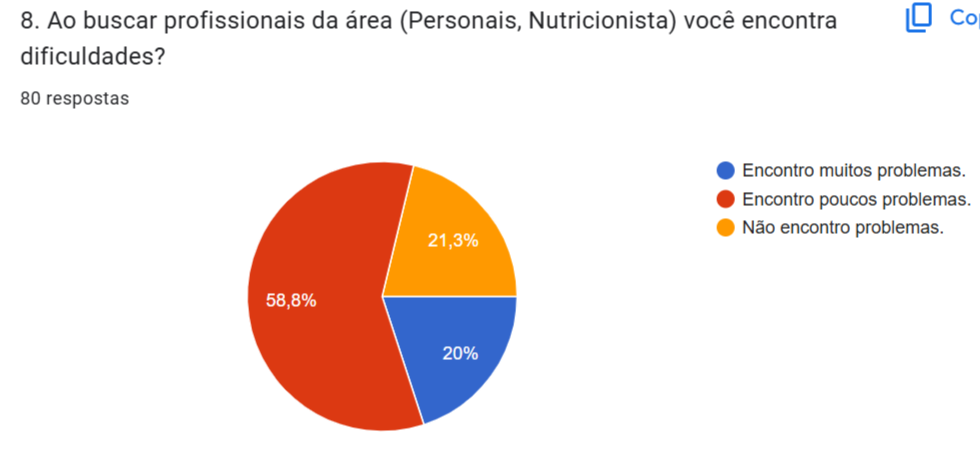 8. Ao buscar profissionais da área (Personais, Nutricionista) você encontra
dificuldades?
Co
80 respostas
Encontro muitos problemas.
Encontro poucos problemas.
Não encontro problemas.
21,3%
58,8%
20%